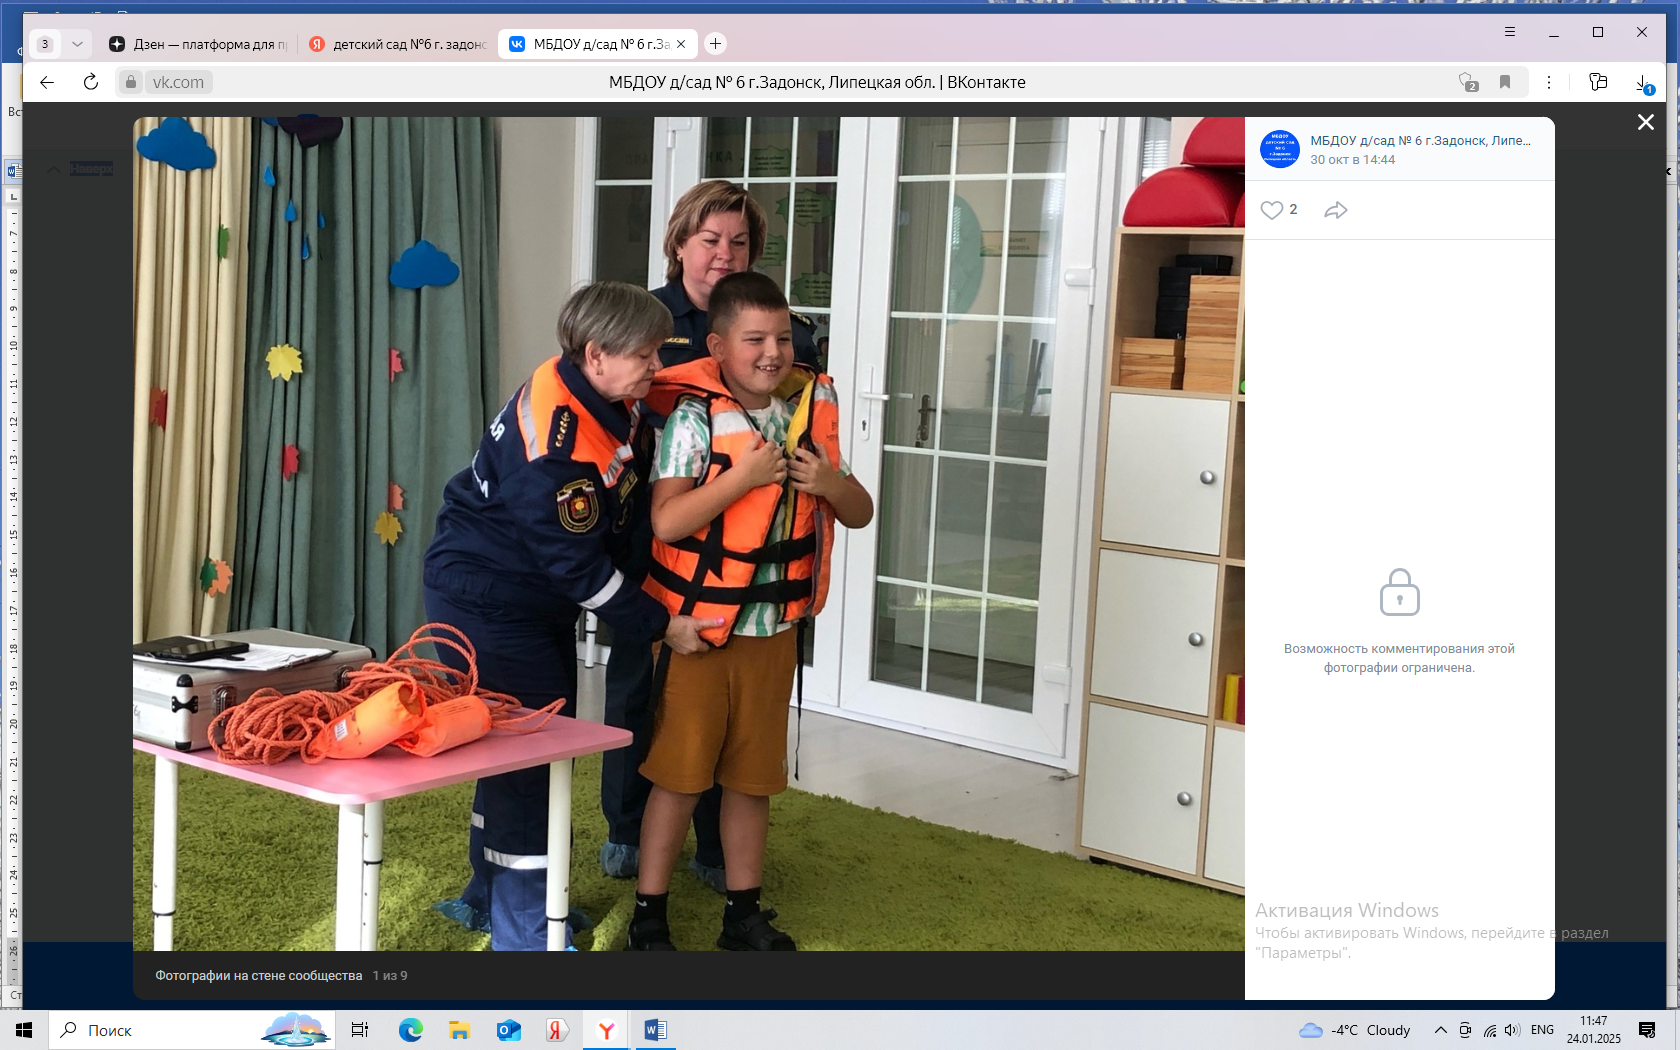 3
Дзен — платформа для п
детский сад №6 г. задонс
МБДОУ д/сад № 6 г.За
vk.com
МБДОУ д/сад № 6 г.Задонск, Липецкая обл. | ВКонтакте
2
1
Наверх
МБДОУ д/сад № 6 г.Задонск, Липе...
30 окт в 14:44
2
Возможность комментирования этой
фотографии ограничена.
Активация Windows
Чтобы активировать Windows, перейдите в раздел
"Параметры".
Фотографии на стене сообщества 1 из 9
Поиск
-4°C Cloudy
ENG
11:47
24.01.2025